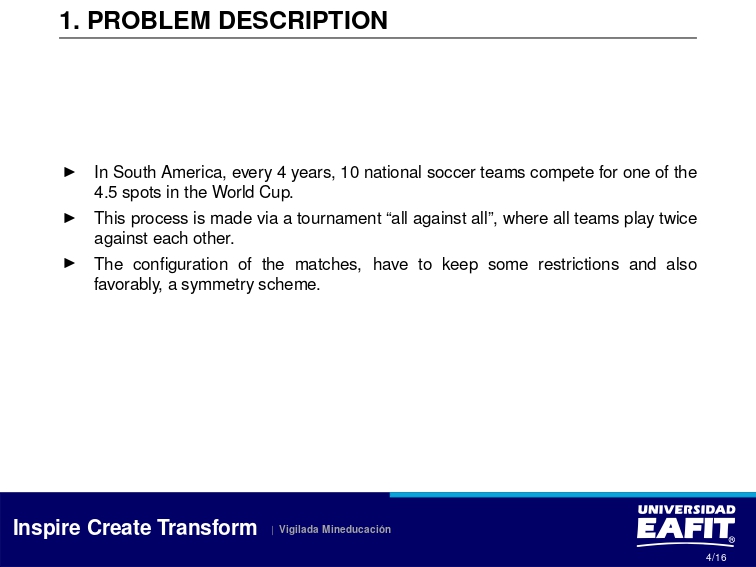 1. PROBLEM DESCRIPTION
► In South America, every 4 years, 10 national soccer teams compete for one of the
4.5 spots in the World Cup.
► This process is made via a tournament “all against all”, where all teams play twice
against each other.
► The configuration of the matches, have to keep some restrictions and also
favorably, a symmetry scheme.
Inspire Create Transform | Vigilada Mineducación
UNIVERSIDAD
EAFIT®
4/16